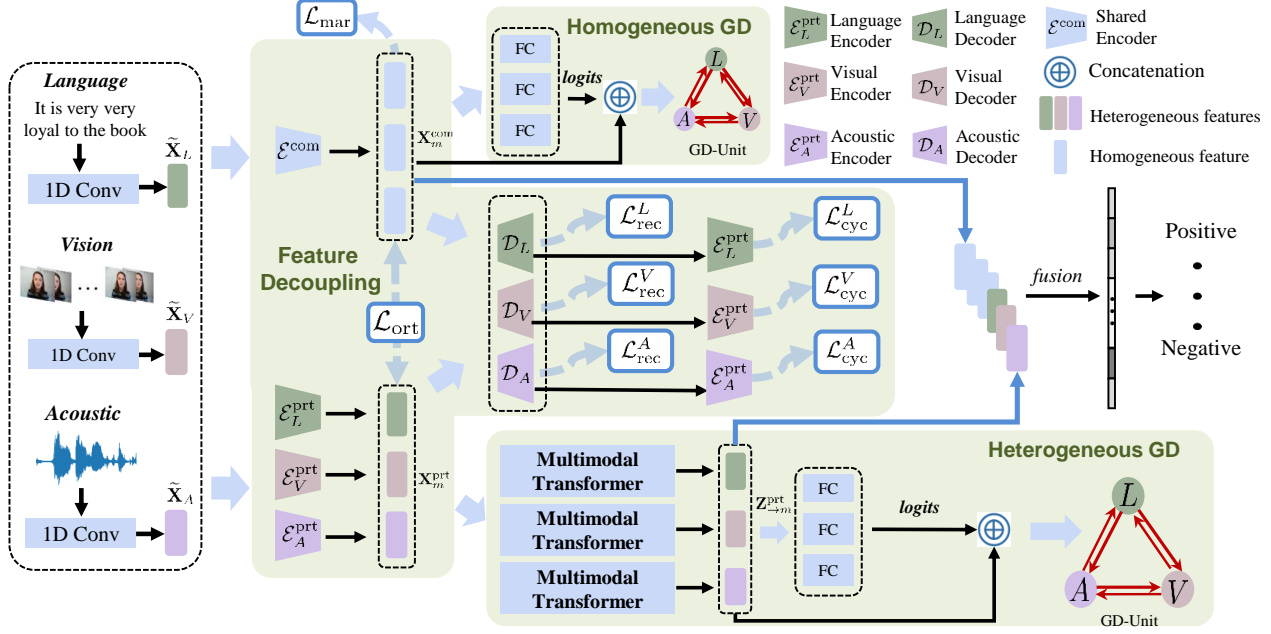 Language
It is very very
loyal to the book
1D Conv
X̃_L
Vision
...
1D Conv
X̃_V
Acoustic
1D Conv
X̃_A
ℒ_mar
Feature
Decoupling
ℰ^com
X_m^com
ℒ_ort
ℰ_L^prt
ℰ_V^prt
ℰ_A^prt
X_m^prt
Homogeneous GD
FC
FC
FC
logits
L
A
V
GD-Unit
𝒟_L
ℒ_rec^L
ℰ_L^prt
ℒ_cyc^L
𝒟_V
ℒ_rec^V
ℰ_V^prt
ℒ_cyc^V
𝒟_A
ℒ_rec^A
ℰ_A^prt
ℒ_cyc^A
Heterogeneous GD
Multimodal
Transformer
Multimodal
Transformer
Multimodal
Transformer
Z_→m^prt
FC
FC
FC
logits
L
A
V
GD-Unit
ℰ_L^prt
Language
Encoder
𝒟_L
Language
Decoder
ℰ^com
Shared
Encoder
ℰ_V^prt
Visual
Encoder
𝒟_V
Visual
Decoder
Concatenation
ℰ_A^prt
Acoustic
Encoder
𝒟_A
Acoustic
Decoder
Heterogeneous features
Homogeneous feature
fusion
Positive
Negative